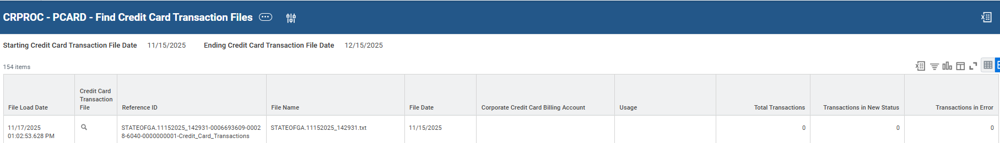 CRPROC - PCARD - Find Credit Card Transaction Files
Starting Credit Card Transaction File Date 11/15/2025 Ending Credit Card Transaction File Date 12/15/2025
154 items
File Load Date
Credit Card
Transaction
File
Reference ID
File Name
File Date
Corporate Credit Card Billing Account
Usage
Total Transactions
Transactions in New Status
Transactions in Error
11/17/2025
01:02:53.628 PM
STATEOFGA.11152025_142931-0006693609-0002
8-6040-0000000001-Credit_Card_Transactions
STATEOFGA.11152025_142931.txt
11/15/2025
0
0
0